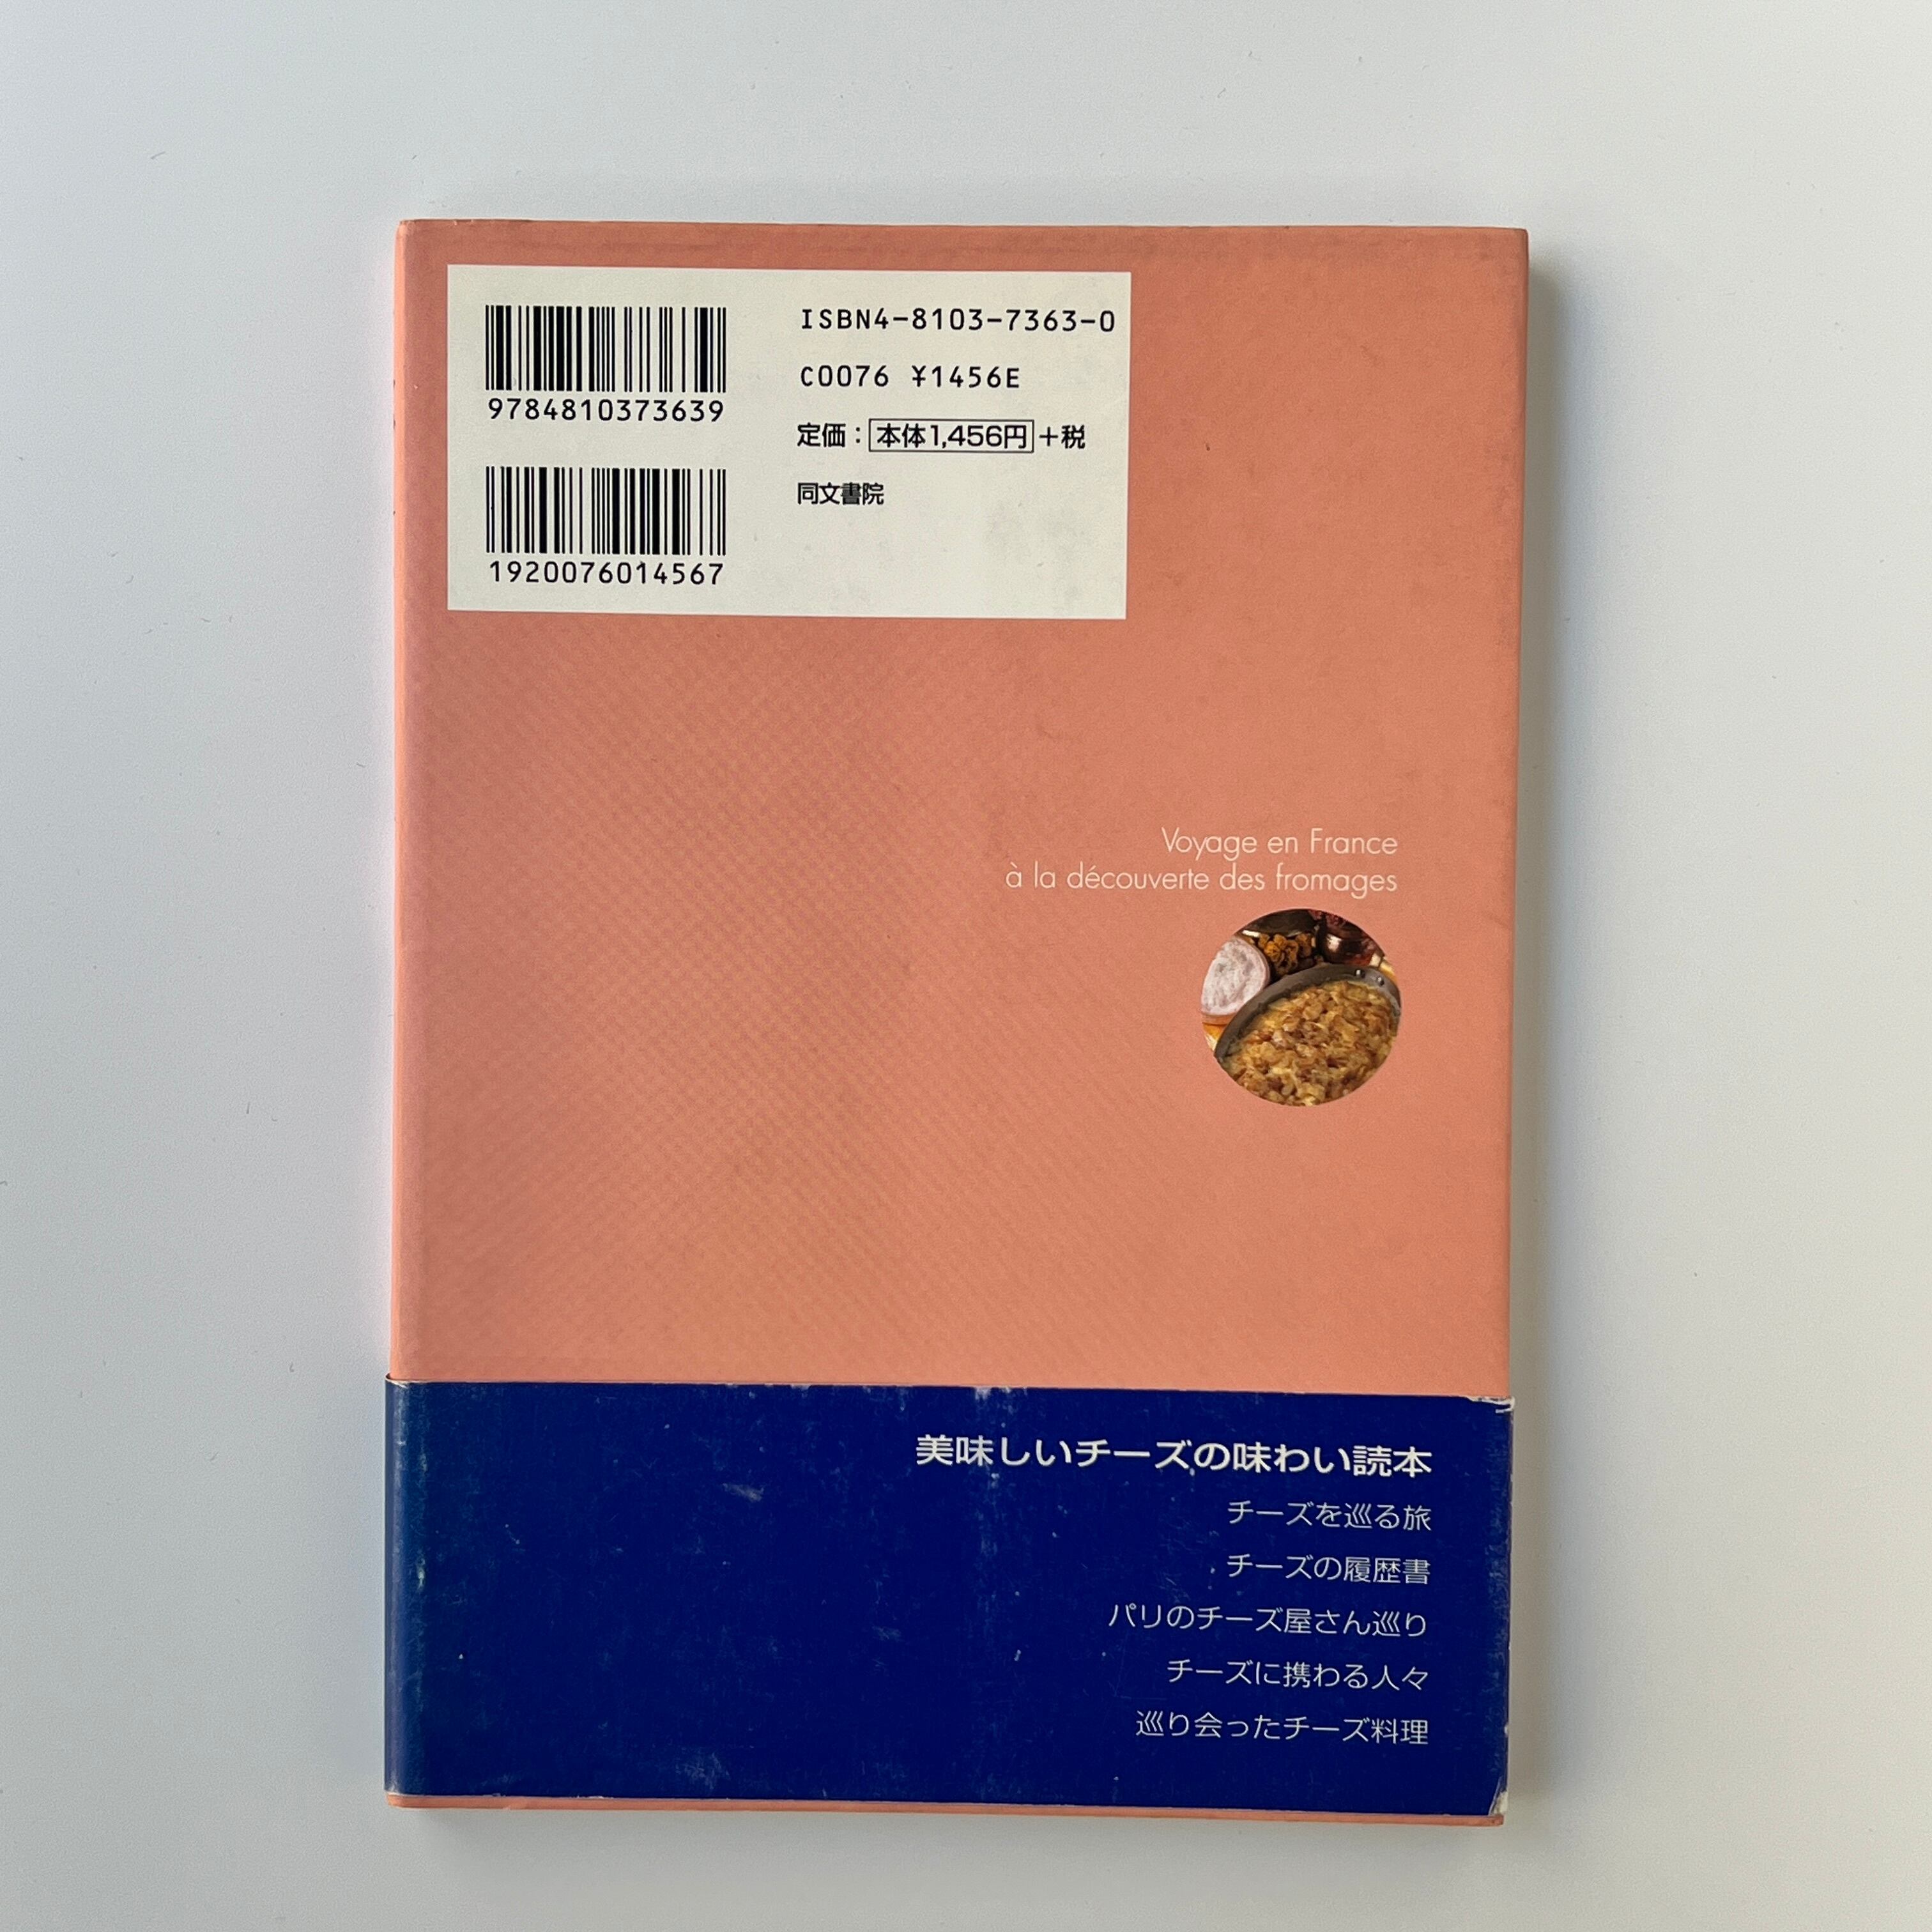 ISBN4-8103-7363-0
C0076 ¥1456E
定価：本体1,456円+税
同文書院
9784810373639
1920076014567
Voyage en France
à la découverte des fromages
美味しいチーズの味わい読本
チーズを巡る旅
チーズの履歴書
パリのチーズ屋さん巡り
チーズに携わる人々
巡り会ったチーズ料理